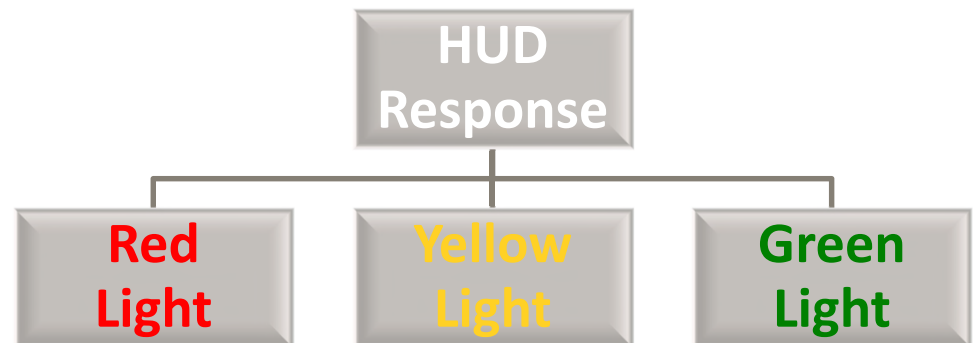 HUD
Response
Red
Light
Yellow
Light
Green
Light